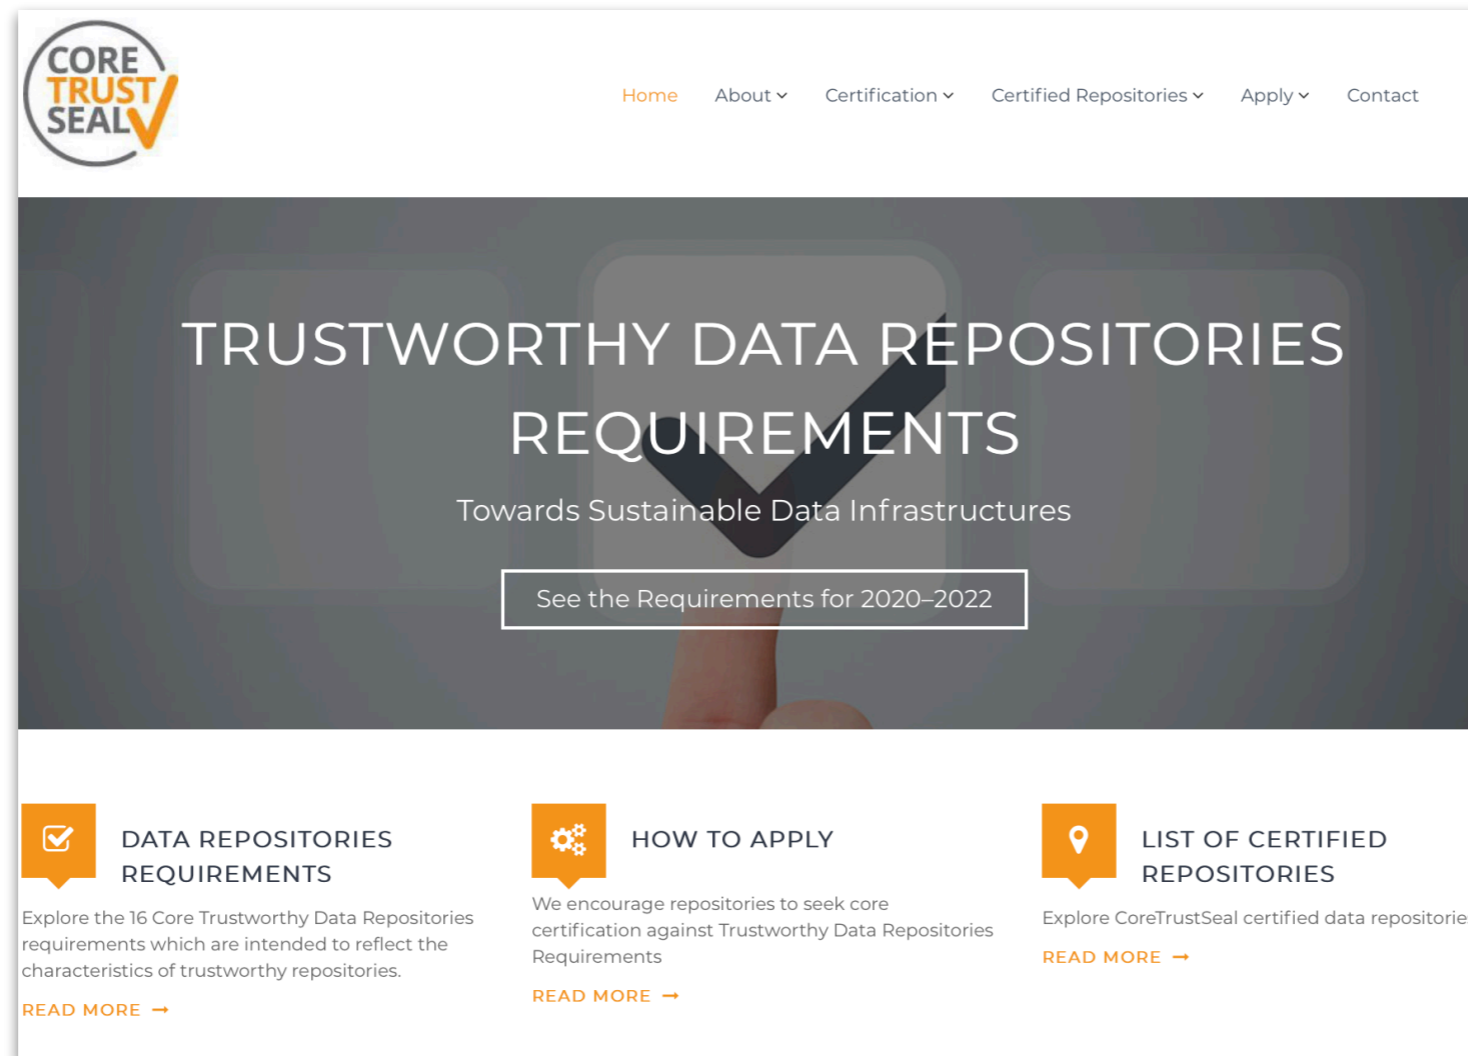 CORE
TRUST
SEAL
Home About Certification Certified Repositories Apply Contact
TRUSTWORTHY DATA REPOSITORIES
REQUIREMENTS
Towards Sustainable Data Infrastructures
See the Requirements for 2020–2022
DATA REPOSITORIES
REQUIREMENTS
Explore the 16 Core Trustworthy Data Repositories
requirements which are intended to reflect the
characteristics of trustworthy repositories.
READ MORE →
HOW TO APPLY
We encourage repositories to seek core
certification against Trustworthy Data Repositories
Requirements
READ MORE →
LIST OF CERTIFIED
REPOSITORIES
Explore CoreTrustSeal certified data repositorie
READ MORE →